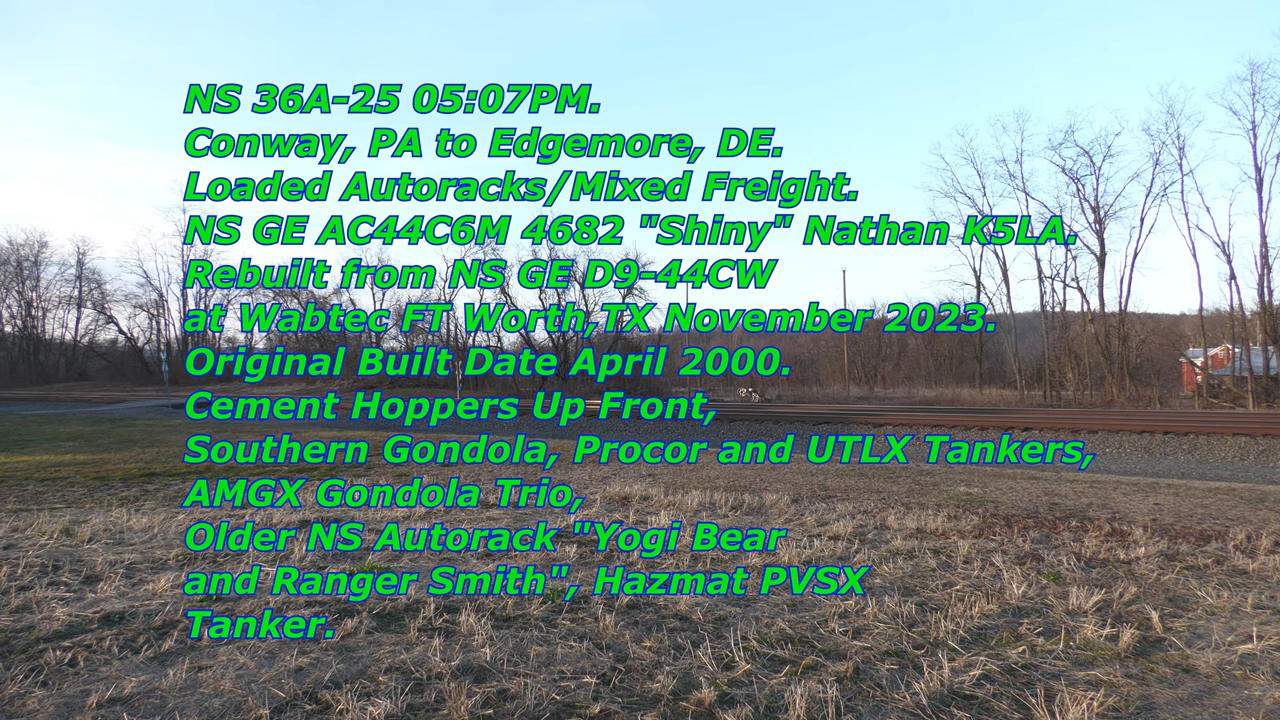 NS 36A-25 05:07PM.
Conway, PA to Edgemore, DE.
Loaded Autoracks/Mixed Freight.
NS GE AC44C6M 4682 "Shiny" Nathan K5LA.
Rebuilt from NS GE D9-44CW
at Wabtec FT Worth,TX November 2023.
Original Built Date April 2000.
Cement Hoppers Up Front,
Southern Gondola, Procor and UTLX Tankers,
AMGX Gondola Trio,
Older NS Autorack "Yogi Bear
and Ranger Smith", Hazmat PVSX
Tanker.